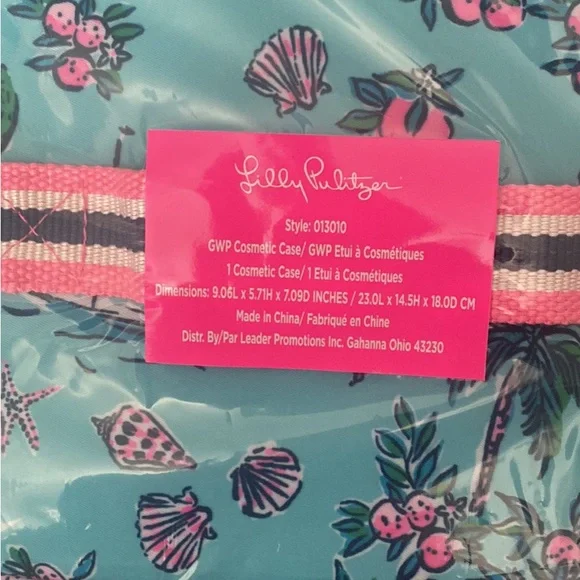 Lilly Pulitzer
Style: 013010
GWP Cosmetic Case/ GWP Etui à Cosmétiques
1 Cosmetic Case/ 1 Etui à Cosmétiques
Dimensions: 9.06L x 5.71H x 7.09D INCHES / 23.0L x 14.5H x 18.0D CM
Made in China/ Fabriqué en Chine
Distr. By/Par Leader Promotions Inc. Gahanna Ohio 43230